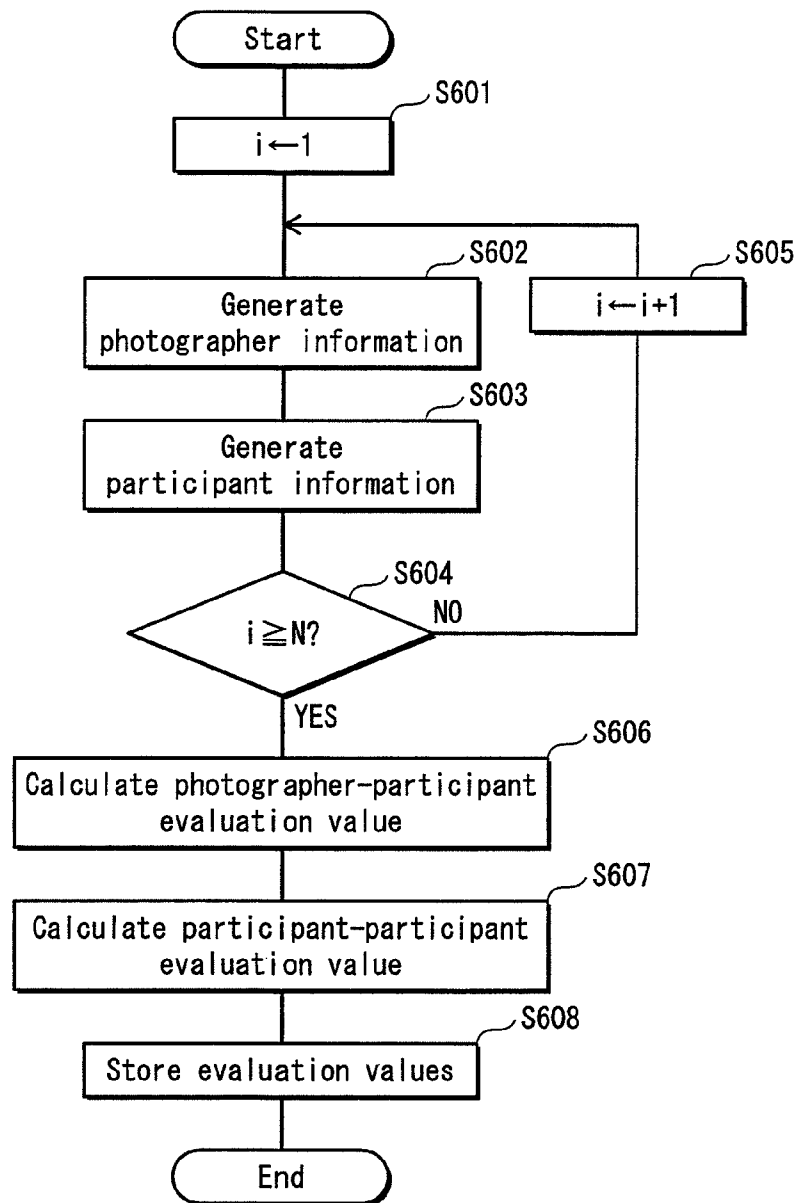 Start
S601
i←1
S602
Generate
photographer information
S605
i←i+1
S603
Generate
participant information
S604
i≧N?
NO
YES
S606
Calculate photographer-participant
evaluation value
S607
Calculate participant-participant
evaluation value
S608
Store evaluation values
End